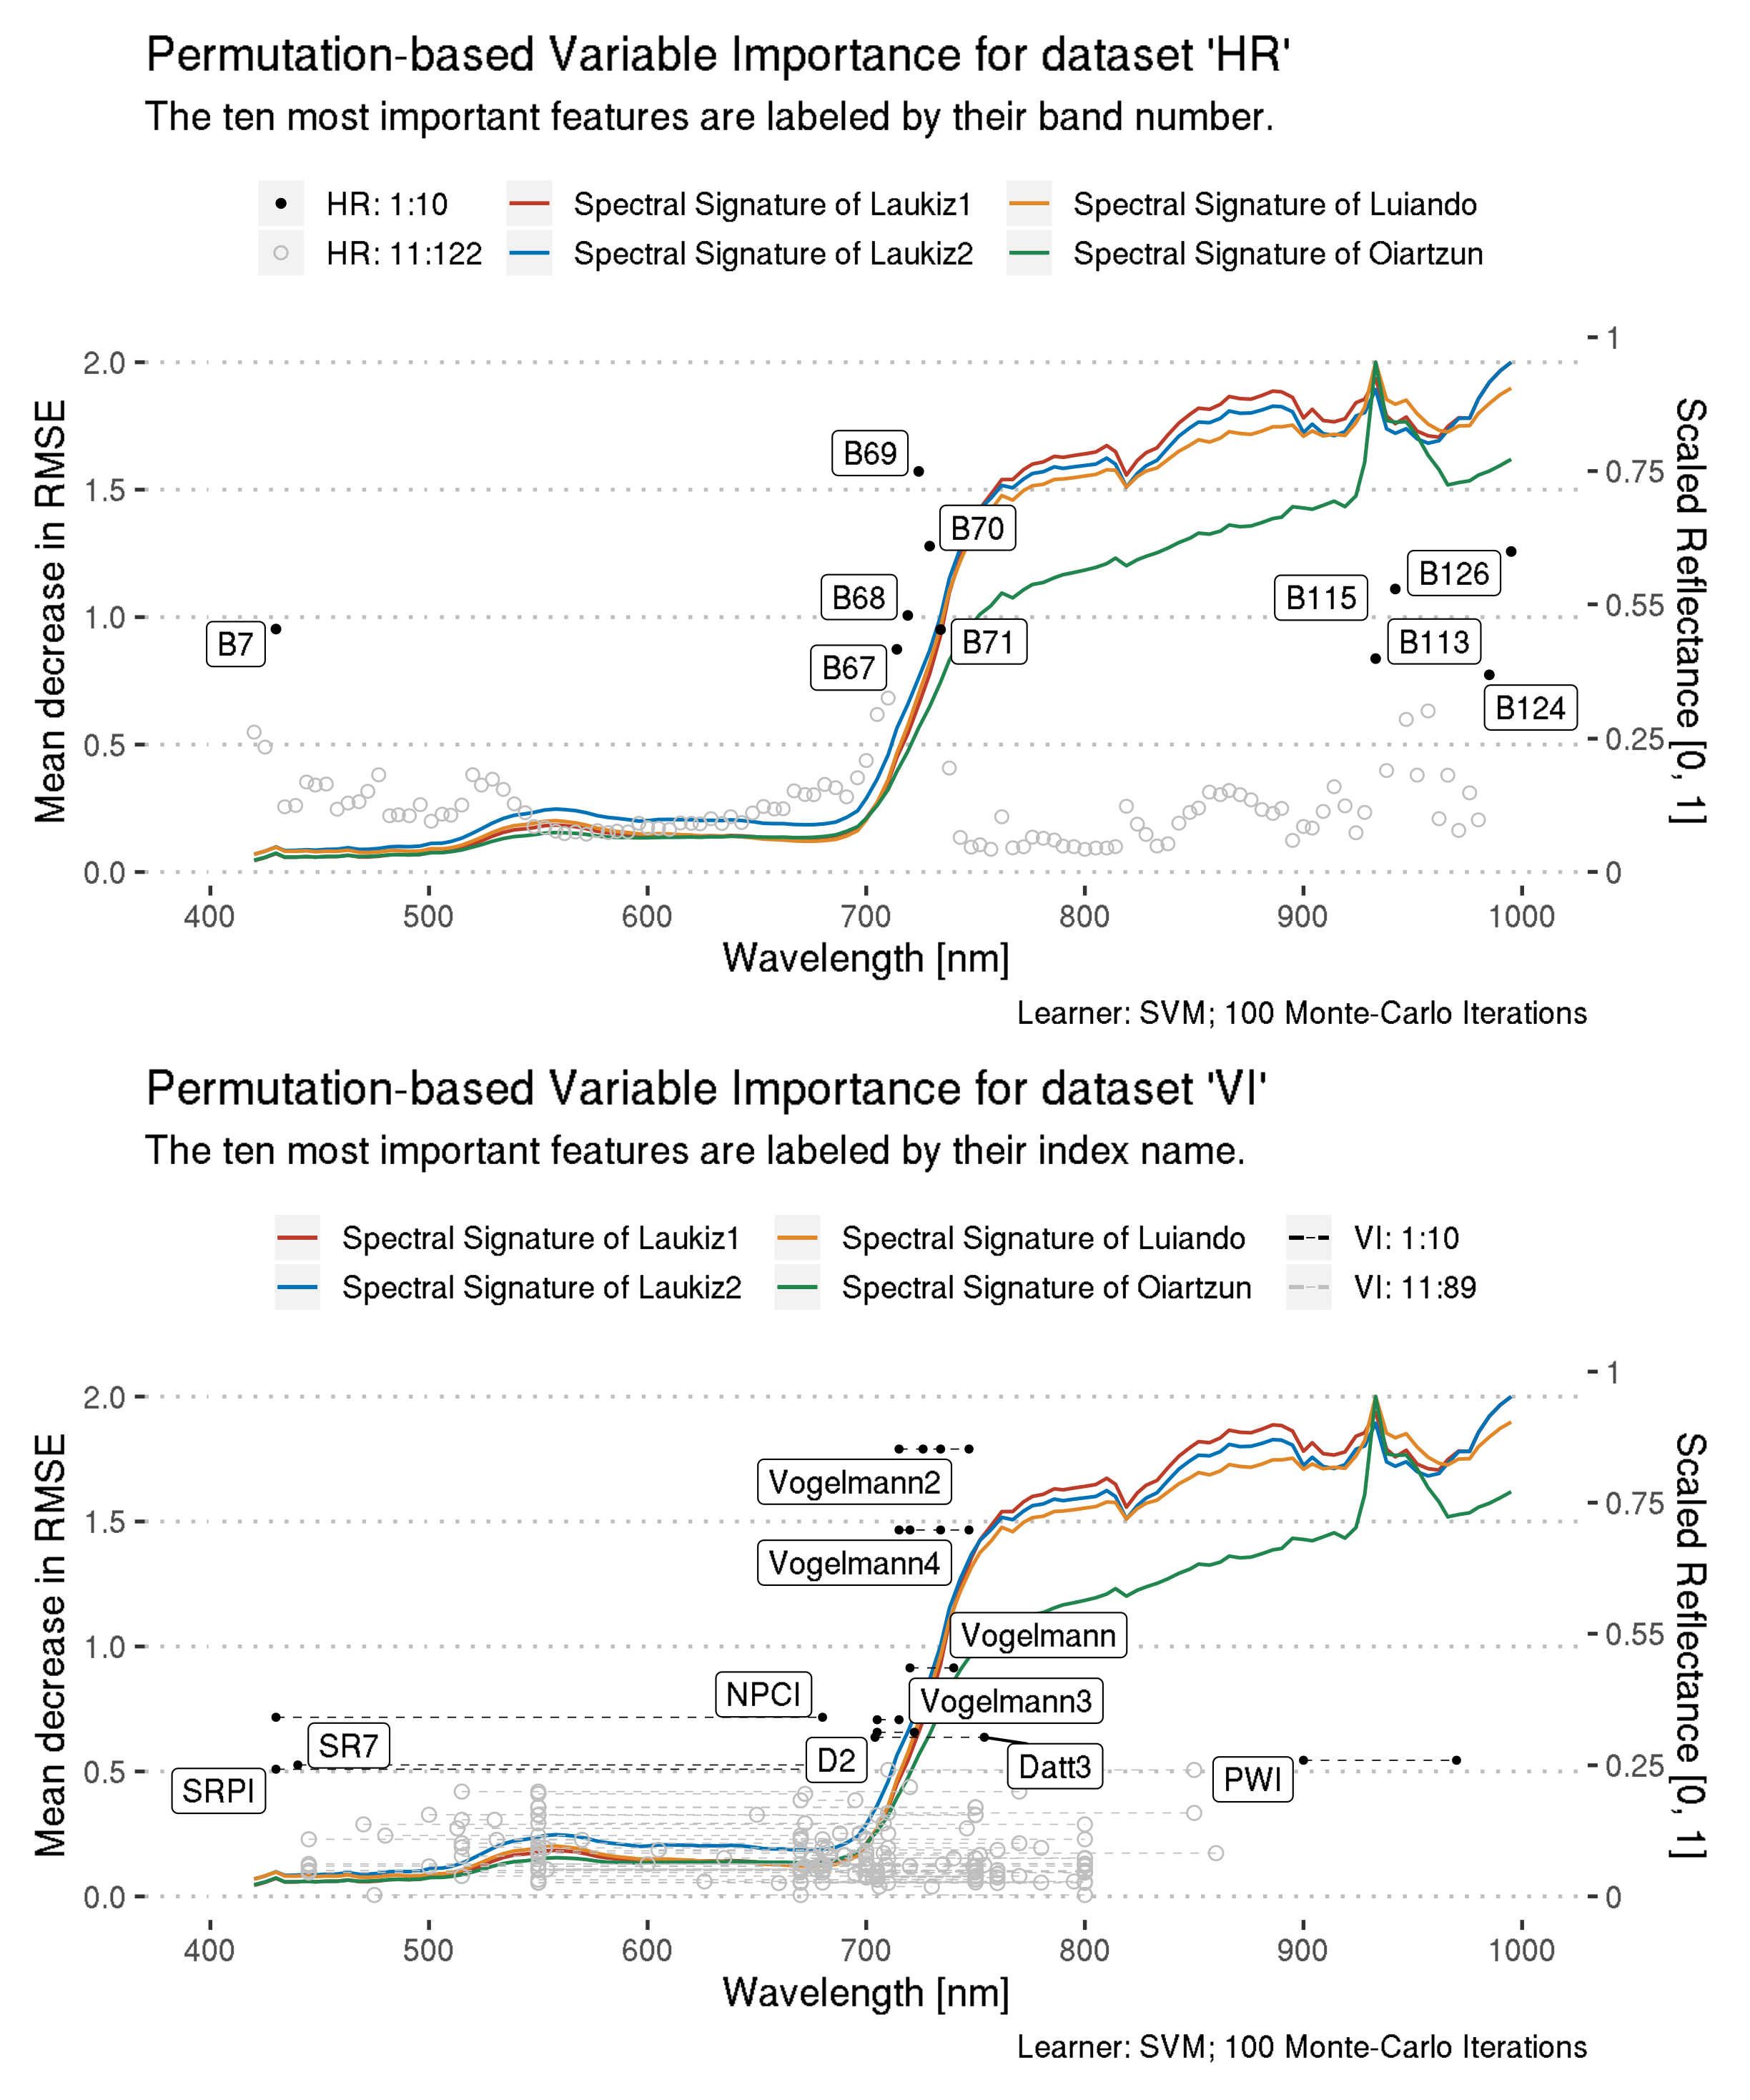 Permutation-based Variable Importance for dataset 'HR'
The ten most important features are labeled by their band number.
HR: 1:10 Spectral Signature of Laukiz1 Spectral Signature of Luiando
HR: 11:122 Spectral Signature of Laukiz2 Spectral Signature of Oiartzun
Mean decrease in RMSE
2.0
1.5
1.0
0.5
0.0
B69
B70
B68
B7
B67
B71
B126
B115
B113
B124
1
0.75
0.55
0.25
0
Scaled Reflectance [0, 1]
400 500 600 700 800 900 1000
Wavelength [nm]
Learner: SVM; 100 Monte-Carlo Iterations
Permutation-based Variable Importance for dataset 'VI'
The ten most important features are labeled by their index name.
Spectral Signature of Laukiz1 Spectral Signature of Luiando VI: 1:10
Spectral Signature of Laukiz2 Spectral Signature of Oiartzun VI: 11:89
Mean decrease in RMSE
2.0
1.5
1.0
0.5
0.0
Vogelmann2
Vogelmann4
Vogelmann
NPCI
Vogelmann3
SR7
D2
Datt3
SRPI
PWI
1
0.75
0.55
0.25
0
Scaled Reflectance [0, 1]
400 500 600 700 800 900 1000
Wavelength [nm]
Learner: SVM; 100 Monte-Carlo Iterations